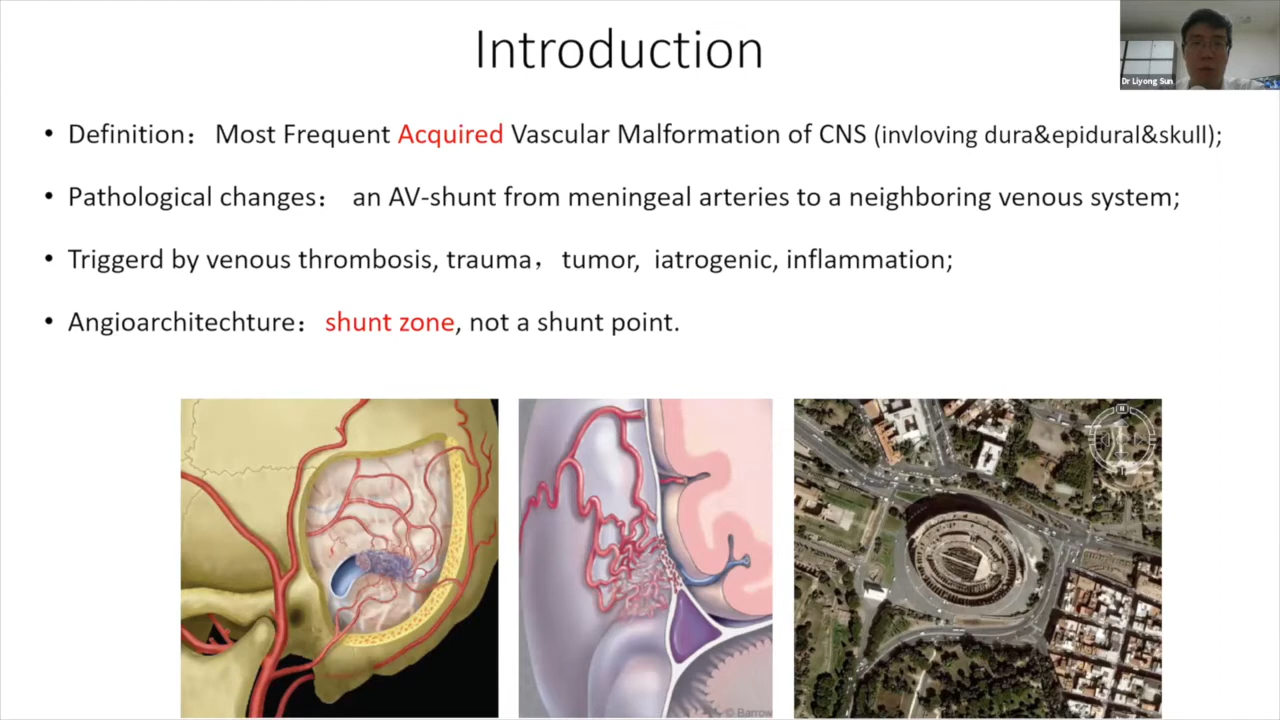 Introduction
Dr Liyong Sun
• Definition： Most Frequent Acquired Vascular Malformation of CNS (invloving dura&epidural&skull);
• Pathological changes： an AV-shunt from meningeal arteries to a neighboring venous system;
• Triggerd by venous thrombosis, trauma， tumor, iatrogenic, inflammation;
• Angioarchitechture： shunt zone, not a shunt point.
N
© Barrow